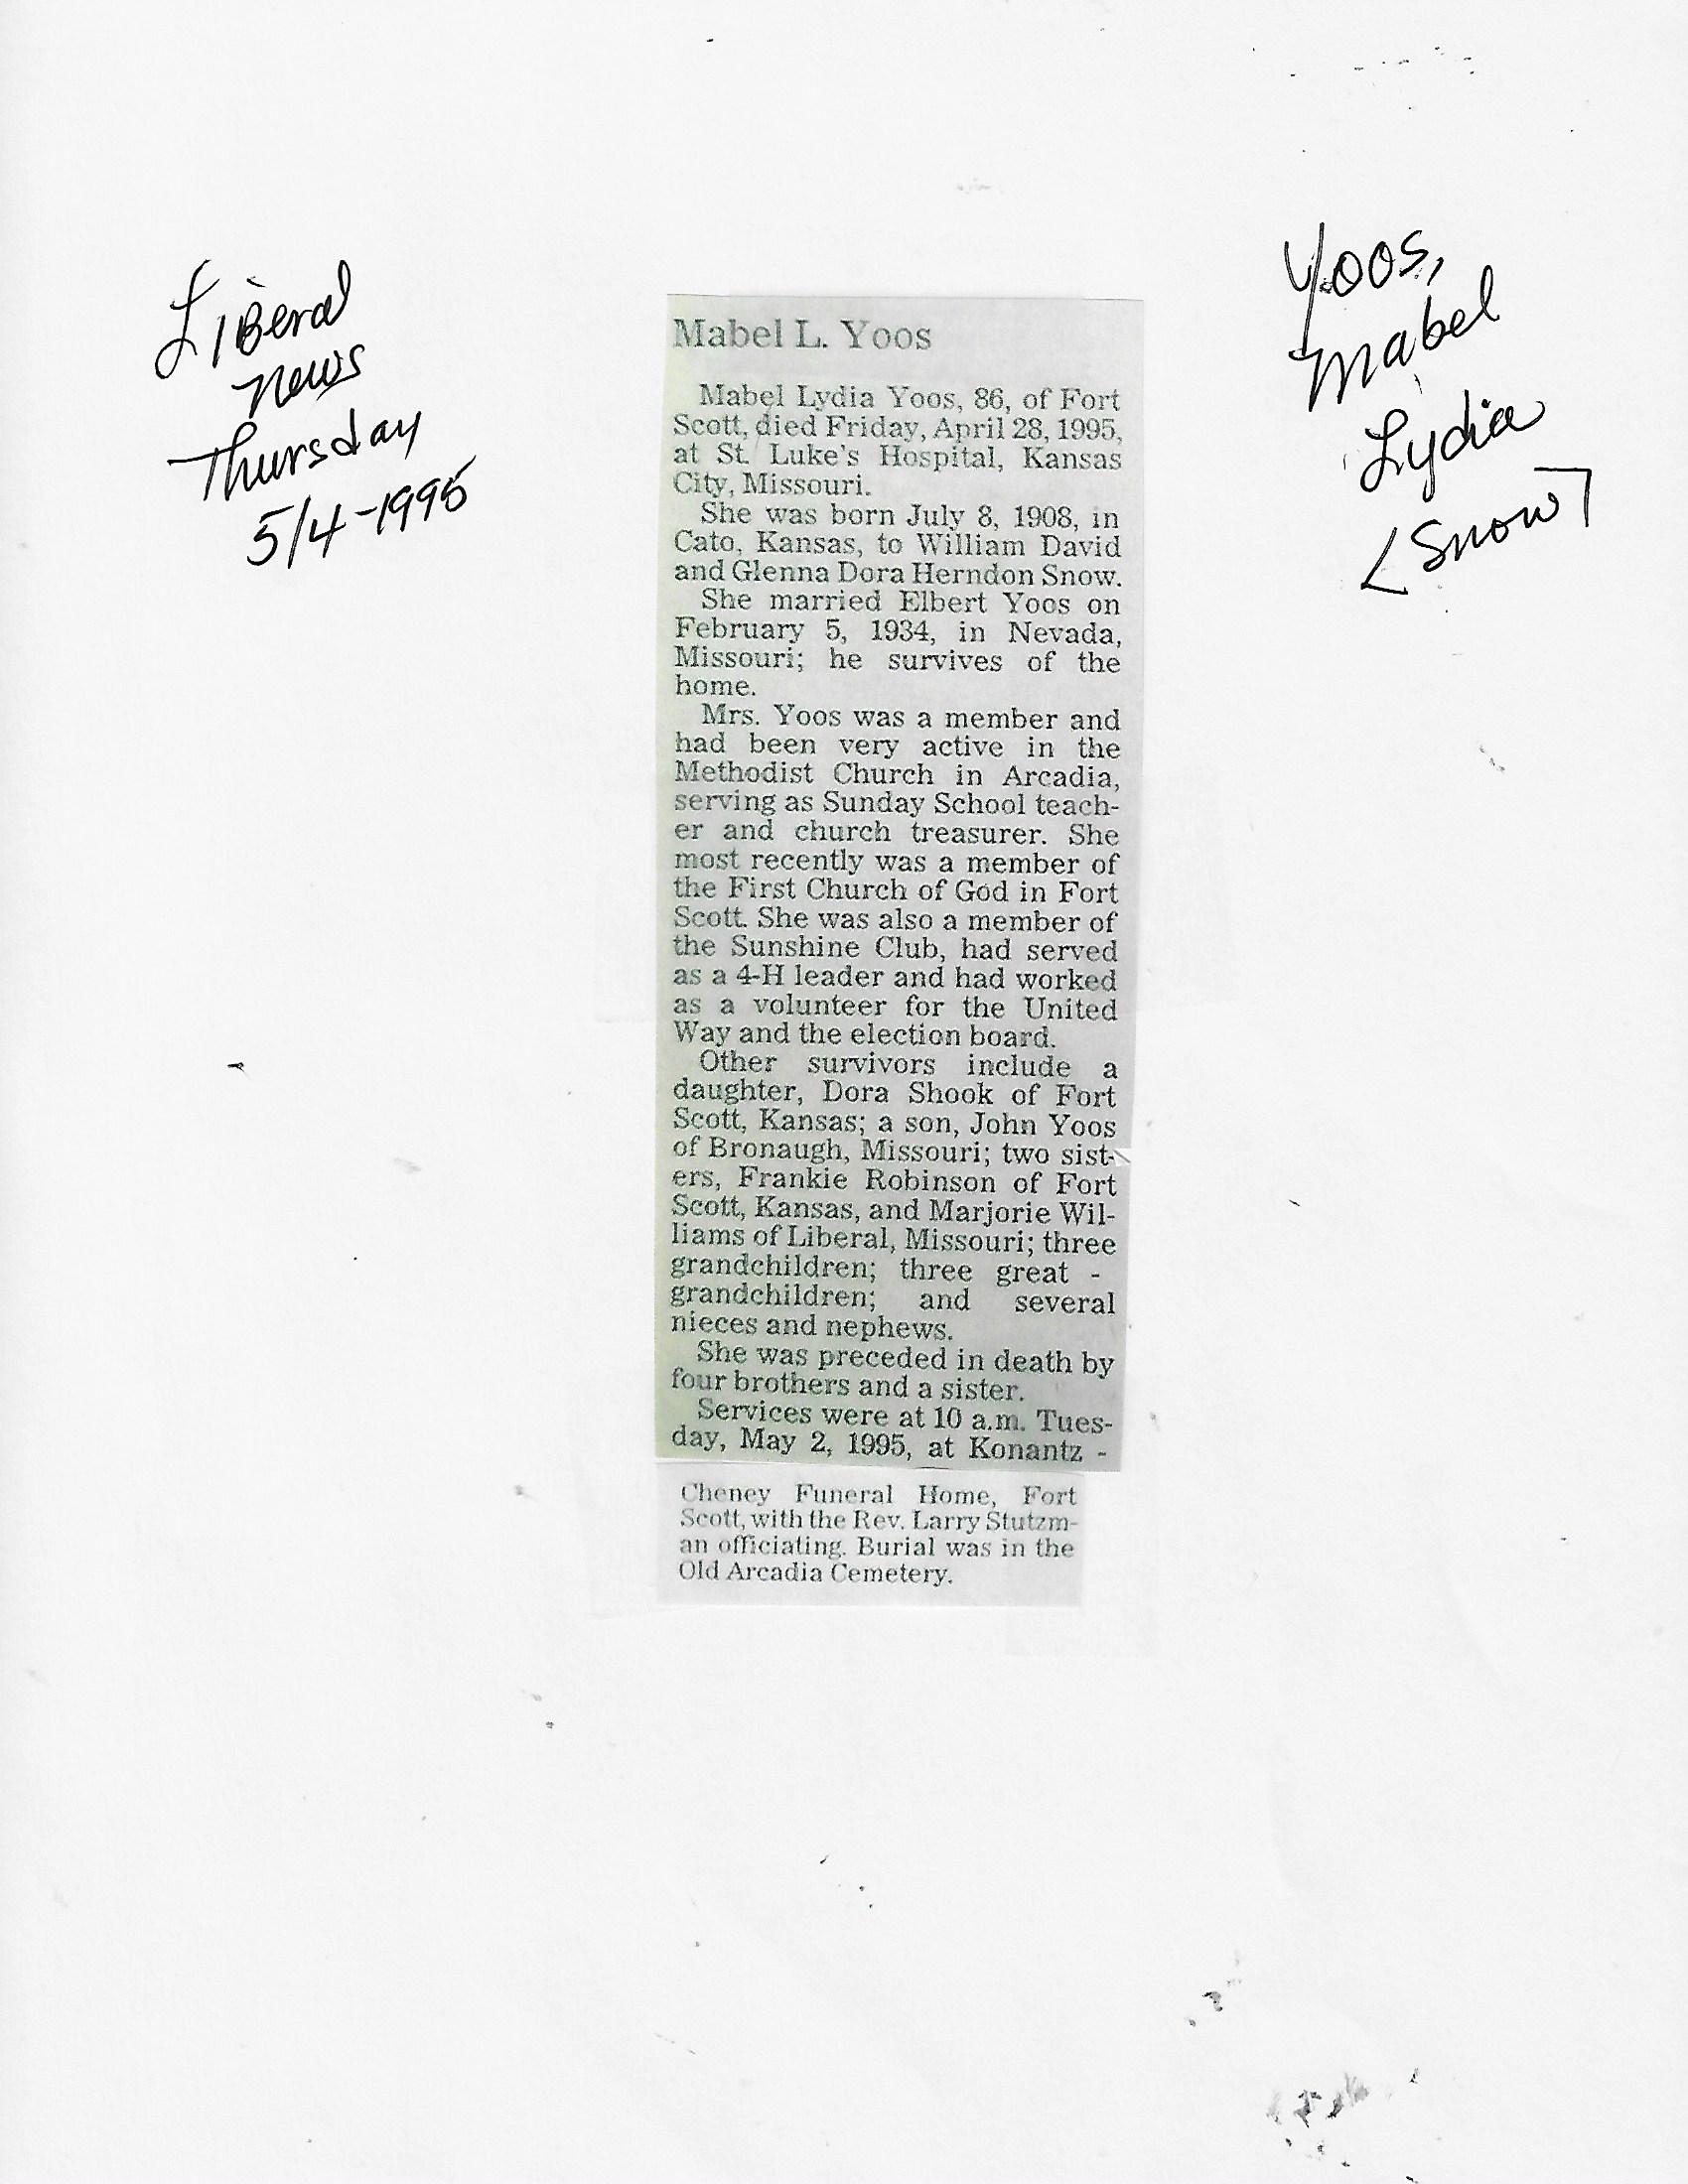 Liberal
News
Thursday
5/4-1995
Yoos,
Mabel
Lydia
<Snow>
Mabel L. Yoos
Mabel Lydia Yoos, 86, of Fort
Scott, died Friday, April 28, 1995,
at St. Luke's Hospital, Kansas
City, Missouri.
She was born July 8, 1908, in
Cato, Kansas, to William David
and Glenna Dora Herndon Snow.
She married Elbert Yoos on
February 5, 1934, in Nevada,
Missouri; he survives of the
home.
Mrs. Yoos was a member and
had been very active in the
Methodist Church in Arcadia,
serving as Sunday School teach-
er and church treasurer. She
most recently was a member of
the First Church of God in Fort
Scott. She was also a member of
the Sunshine Club, had served
as a 4-H leader and had worked
as a volunteer for the United
Way and the election board.
Other survivors include a
daughter, Dora Shook of Fort
Scott, Kansas; a son, John Yoos
of Bronaugh, Missouri; two sist-
ers, Frankie Robinson of Fort
Scott, Kansas, and Marjorie Wil-
liams of Liberal, Missouri; three
grandchildren; three great -
grandchildren; and several
nieces and nephews.
She was preceded in death by
four brothers and a sister.
Services were at 10 a.m. Tues-
day, May 2, 1995, at Konantz -
Cheney Funeral Home, Fort
Scott, with the Rev. Larry Stutzm-
an officiating. Burial was in the
Old Arcadia Cemetery.